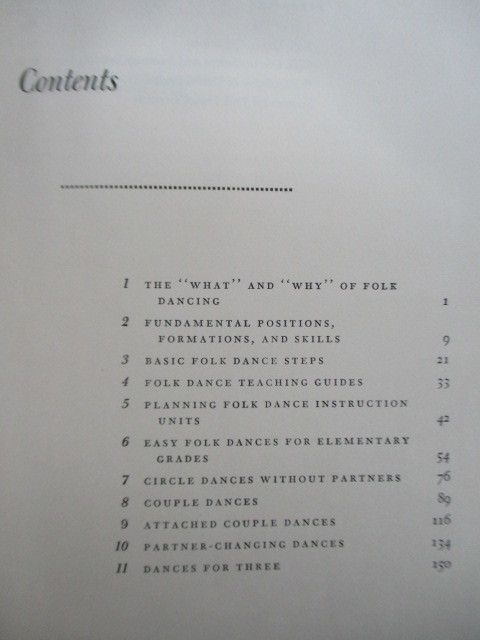 Contents
1 THE "WHAT" AND "WHY" OF FOLK
DANCING 1
2 FUNDAMENTAL POSITIONS,
FORMATIONS, AND SKILLS 9
3 BASIC FOLK DANCE STEPS 21
4 FOLK DANCE TEACHING GUIDES 33
5 PLANNING FOLK DANCE INSTRUCTION
UNITS 42
6 EASY FOLK DANCES FOR ELEMENTARY
GRADES 54
7 CIRCLE DANCES WITHOUT PARTNERS 76
8 COUPLE DANCES 89
9 ATTACHED COUPLE DANCES 116
10 PARTNER-CHANGING DANCES 134
11 DANCES FOR THREE 150